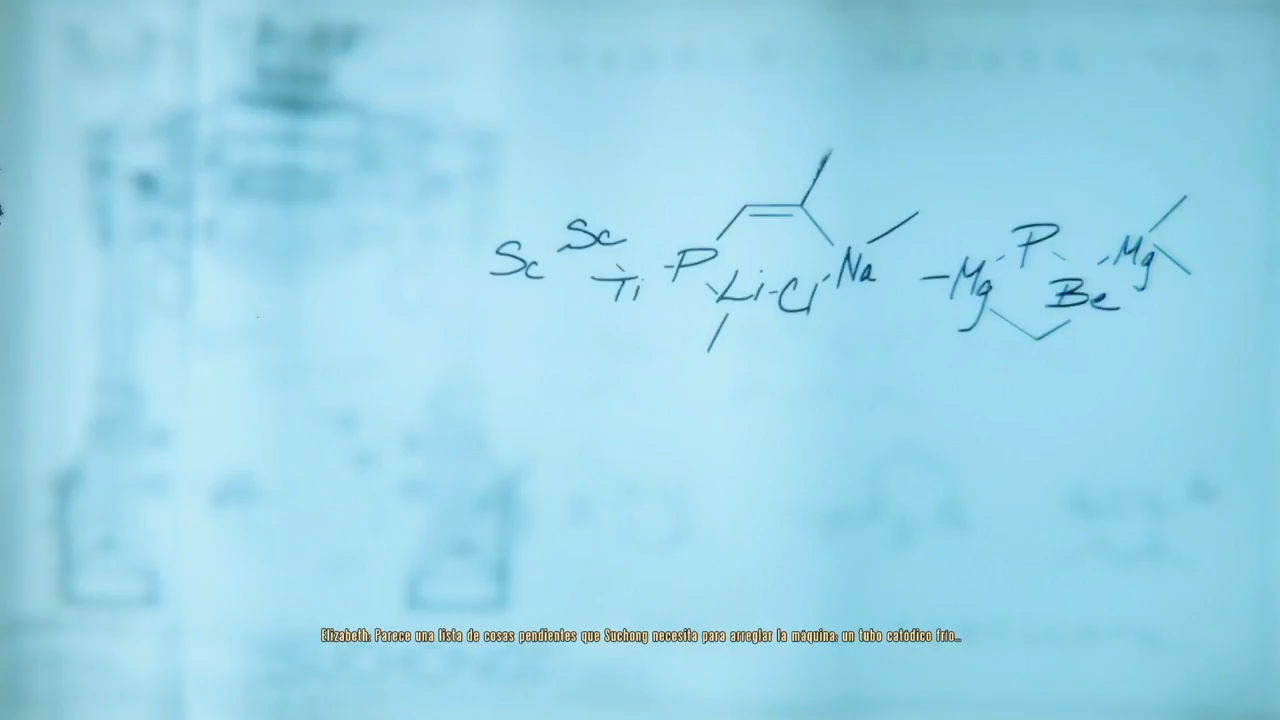 Sc Sc Ti P Li Cl Na Mg P Be Mg
Elizabeth: Parece una lista de cosas pendientes que Suchong necesita para arreglar la máquina: un tubo catódico frío...